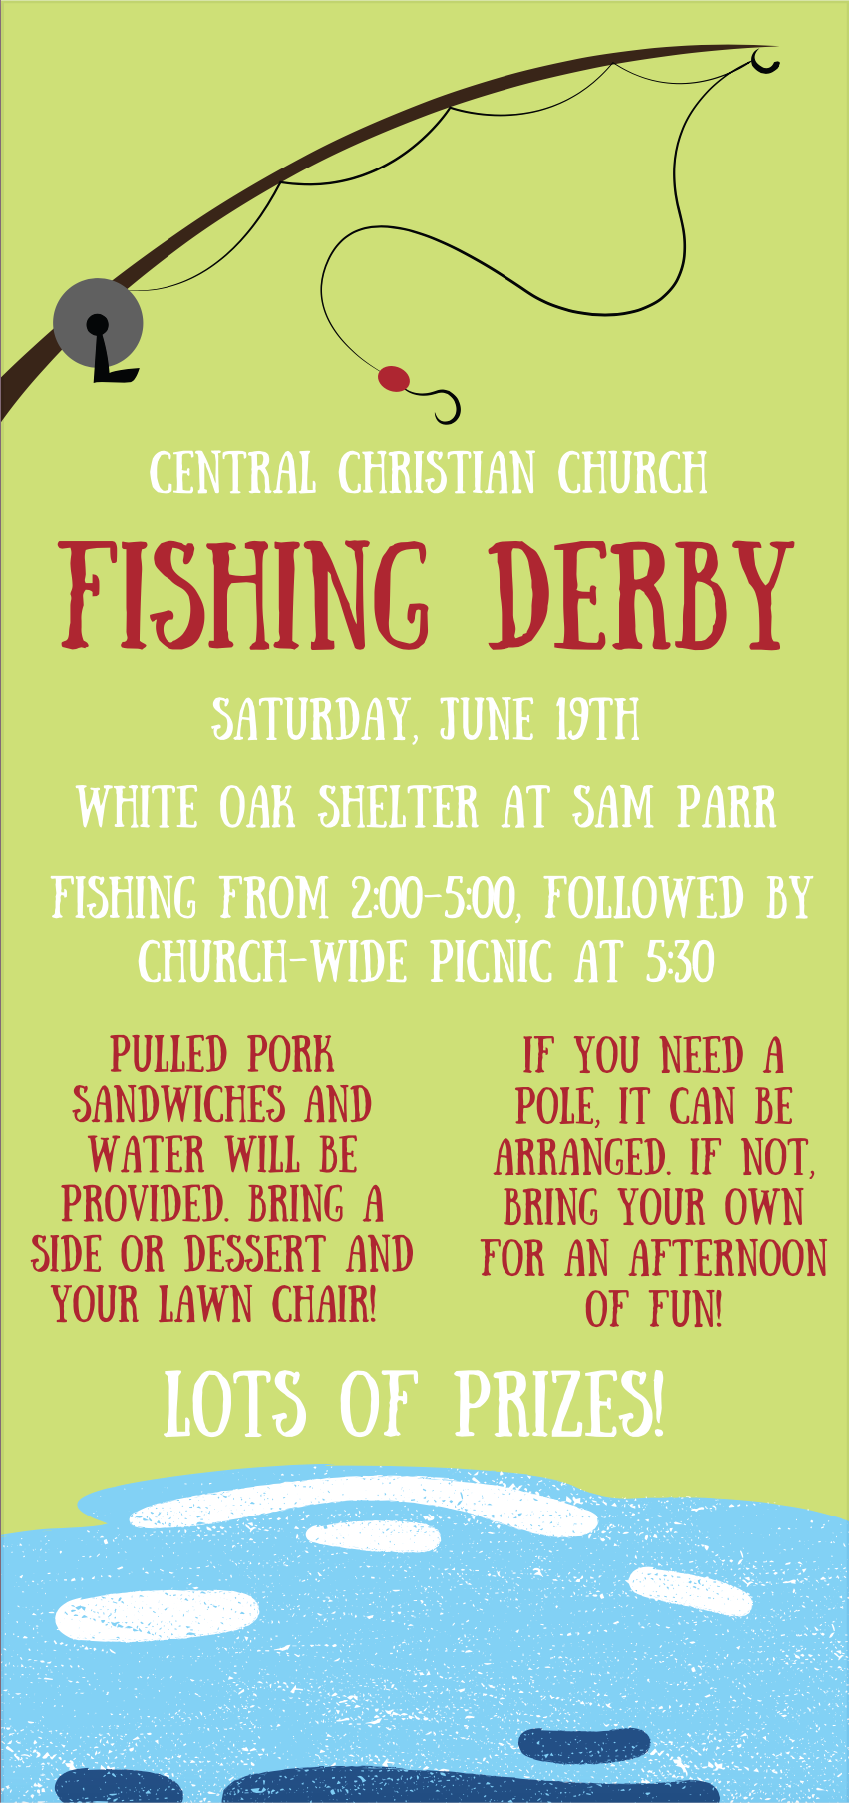 CENTRAL CHRISTIAN CHURCH
FISHING DERBY
SATURDAY, JUNE 19TH
WHITE OAK SHELTER AT SAM PARR
FISHING FROM 2:00-5:00, FOLLOWED BY
CHURCH-WIDE PICNIC AT 5:30
PULLED PORK
SANDWICHES AND
WATER WILL BE
PROVIDED. BRING A
SIDE OR DESSERT AND
YOUR LAWN CHAIR!
IF YOU NEED A
POLE, IT CAN BE
ARRANGED. IF NOT,
BRING YOUR OWN
FOR AN AFTERNOON
OF FUN!
LOTS OF PRIZES!